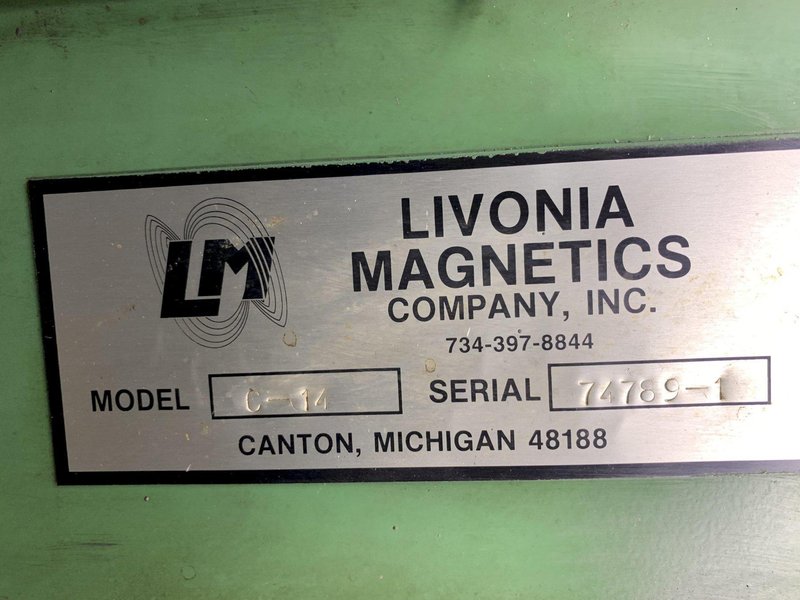 LM
LIVONIA
MAGNETICS
COMPANY, INC.
734-397-8844
MODEL C-14 SERIAL 74789-1
CANTON, MICHIGAN 48188